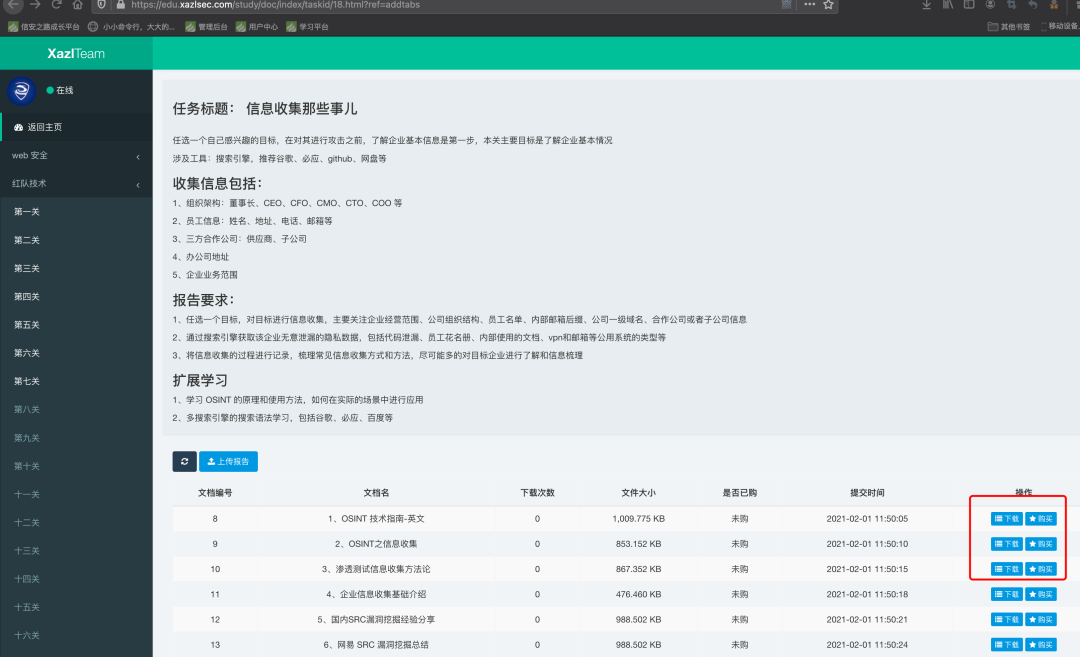 https://edu.xazlsec.com/study/doc/index/taskid/18.html?ref=addtabs
信安之路成长平台 小小命令行，大大的... 管理后台 用户中心 学习平台 其他书签 移动设备
XazlTeam
在线
返回主页
web 安全
红队技术
第一关
第二关
第三关
第四关
第五关
第六关
第七关
第八关
第九关
第十关
十一关
十二关
十三关
十四关
十五关
十六关
任务标题： 信息收集那些事儿
任选一个自己感兴趣的目标，在对其进行攻击之前，了解企业基本信息是第一步，本关主要目标是了解企业基本情况
涉及工具：搜索引擎，推荐谷歌、必应、github、网盘等
收集信息包括：
1、组织架构：董事长、CEO、CFO、CMO、CTO、COO 等
2、员工信息：姓名、地址、电话、邮箱等
3、三方合作公司：供应商、子公司
4、办公司地址
5、企业业务范围
报告要求：
1、任选一个目标，对目标进行信息收集，主要关注企业经营范围、公司组织结构、员工名单、内部邮箱后缀、公司一级域名、合作公司或者子公司信息
2、通过搜索引擎获取该企业无意泄漏的隐私数据，包括代码泄漏、员工花名册、内部使用的文档、vpn和邮箱等公用系统的类型等
3、将信息收集的过程进行记录，梳理常见信息收集方式和方法，尽可能多的对目标企业进行了解和信息梳理
扩展学习
1、学习 OSINT 的原理和使用方法，如何在实际的场景中进行应用
2、多搜索引擎的搜索语法学习，包括谷歌、必应、百度等
上传报告
文档编号 文档名 下载次数 文件大小 是否已购 提交时间 操作
8 1、OSINT 技术指南-英文 0 1,009.775 KB 未购 2021-02-01 11:50:05 下载 购买
9 2、OSINT之信息收集 0 853.152 KB 未购 2021-02-01 11:50:10 下载 购买
10 3、渗透测试信息收集方法论 0 867.352 KB 未购 2021-02-01 11:50:15 下载 购买
11 4、企业信息收集基础介绍 0 476.460 KB 未购 2021-02-01 11:50:18 下载 购买
12 5、国内SRC漏洞挖掘经验分享 0 988.502 KB 未购 2021-02-01 11:50:21 下载 购买
13 6、网易 SRC 漏洞挖掘总结 0 988.502 KB 未购 2021-02-01 11:50:24 下载 购买